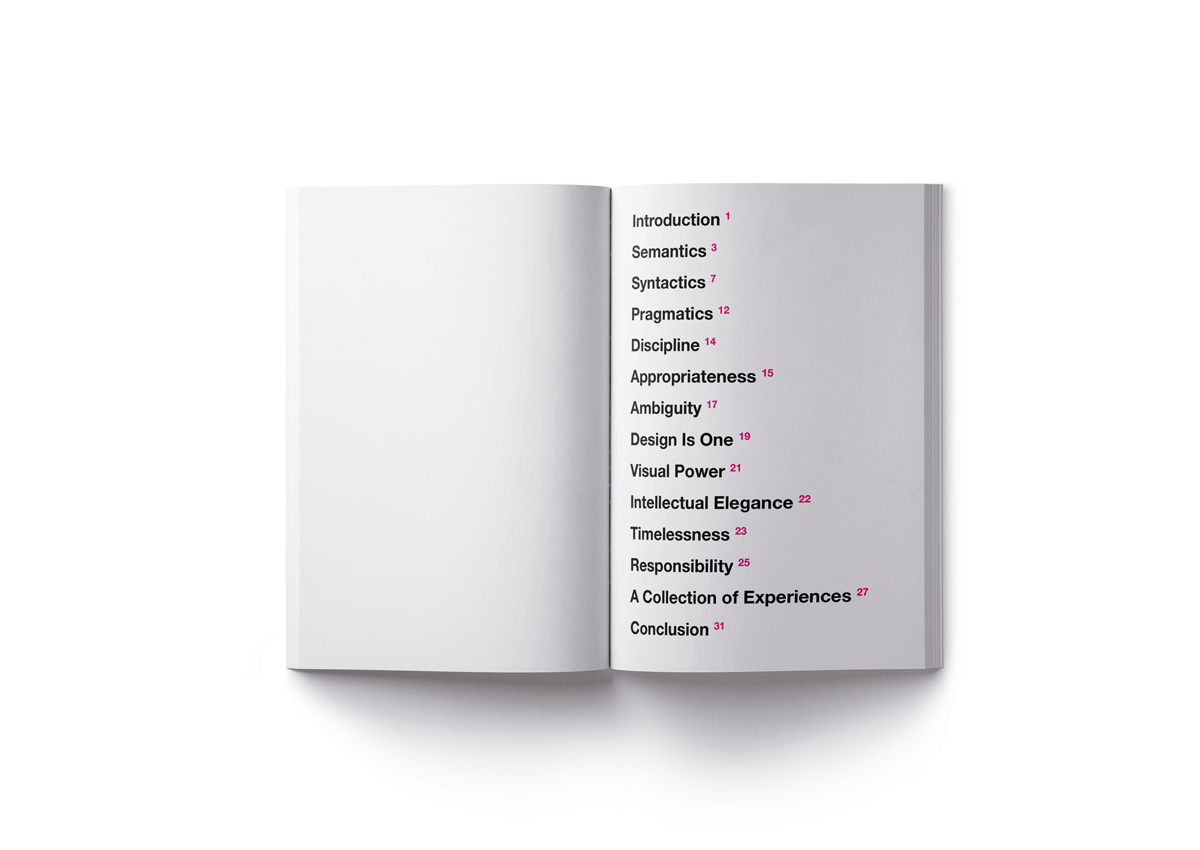 Introduction 1
Semantics 3
Syntactics 7
Pragmatics 12
Discipline 14
Appropriateness 15
Ambiguity 17
Design Is One 19
Visual Power 21
Intellectual Elegance 22
Timelessness 23
Responsibility 25
A Collection of Experiences 27
Conclusion 31